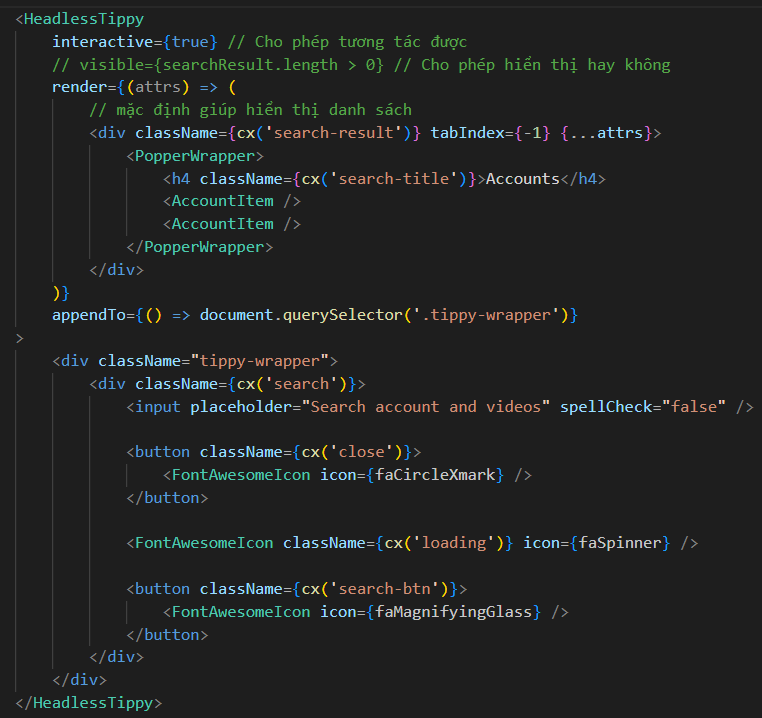 <HeadlessTippy
interactive={true} // Cho phép tương tác được
// visible={searchResult.length > 0} // Cho phép hiển thị hay không
render={(attrs) => (
// mặc định giúp hiển thị danh sách
<div className={cx('search-result')} tabIndex={-1} {...attrs}>
<PopperWrapper>
<h4 className={cx('search-title')}>Accounts</h4>
<AccountItem />
<AccountItem />
</PopperWrapper>
</div>
)}
appendTo={() => document.querySelector('.tippy-wrapper')}
>
<div className="tippy-wrapper">
<div className={cx('search')}>
<input placeholder="Search account and videos" spellCheck="false" />
<button className={cx('close')}>
<FontAwesomeIcon icon={faCircleXmark} />
</button>
<FontAwesomeIcon className={cx('loading')} icon={faSpinner} />
<button className={cx('search-btn')}>
<FontAwesomeIcon icon={faMagnifyingGlass} />
</button>
</div>
</div>
</HeadlessTippy>